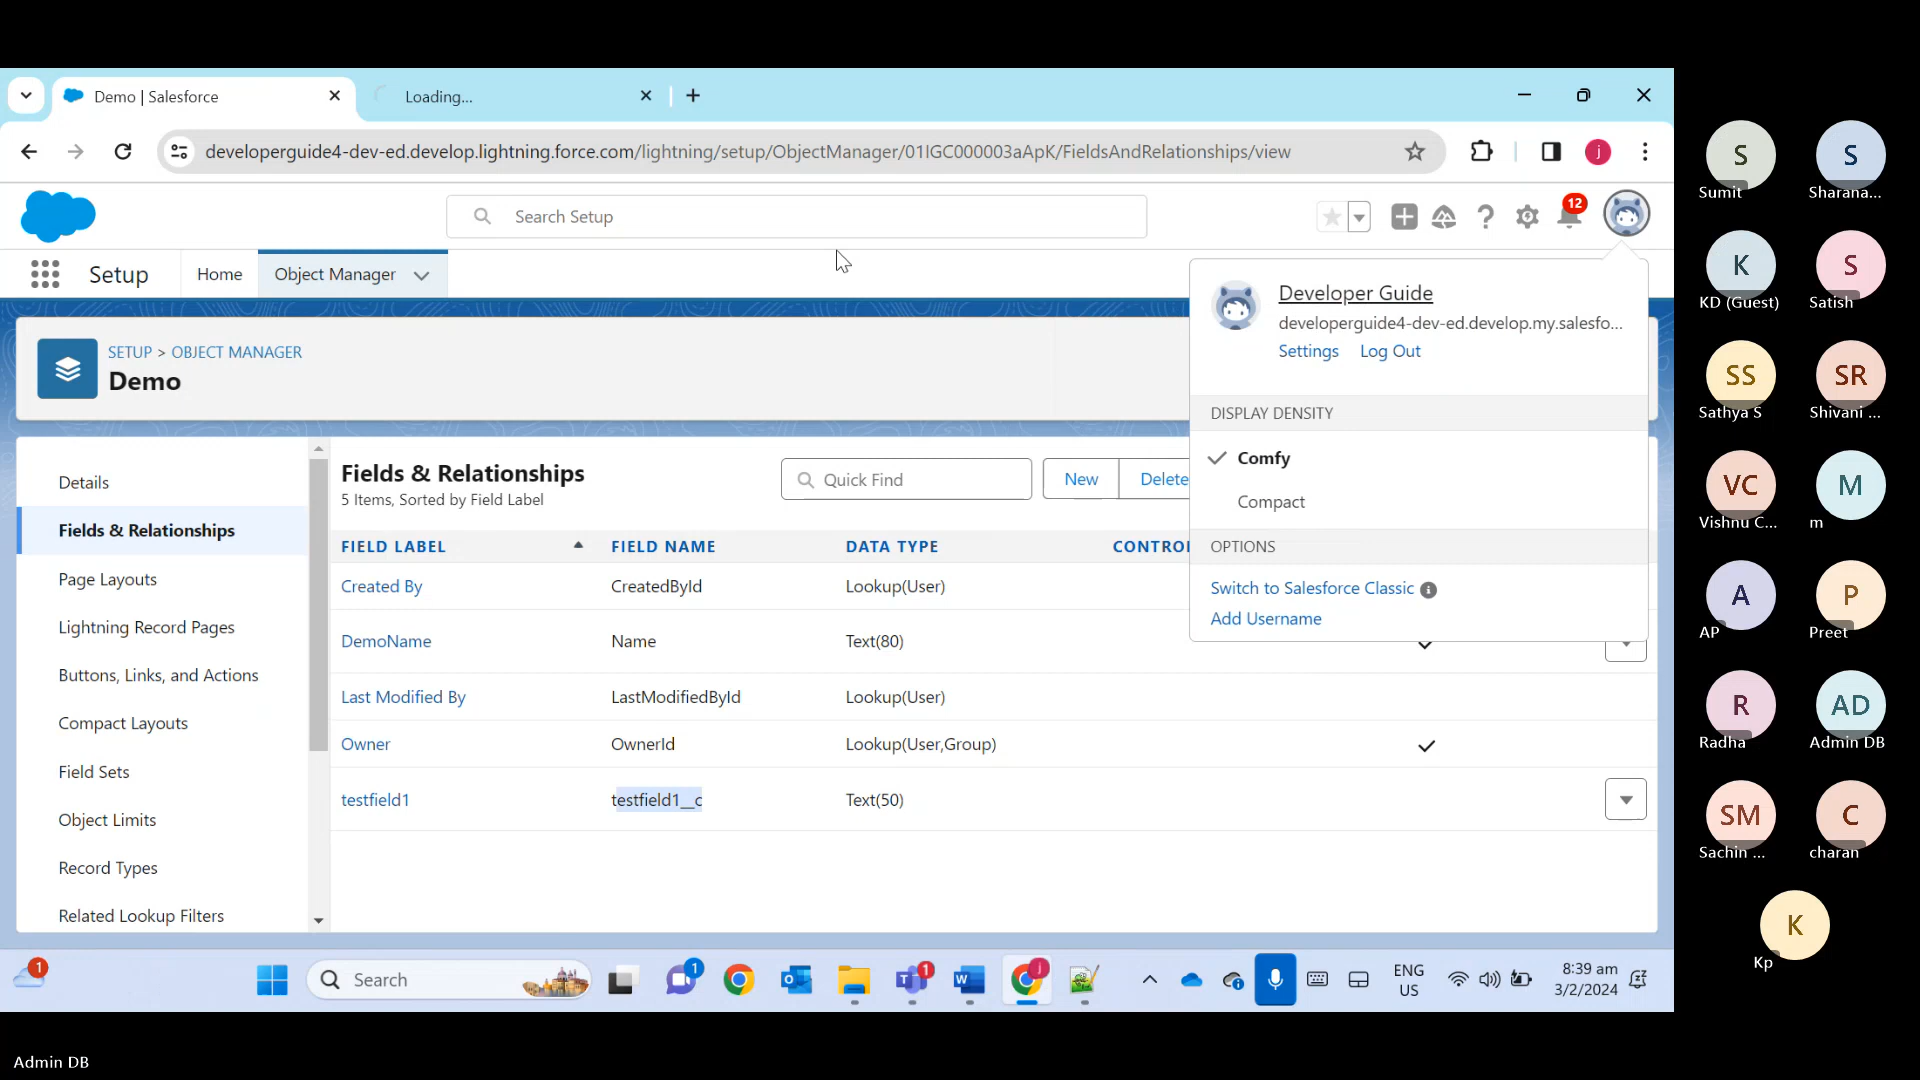 Demo | Salesforce
Loading...
developerguide4-dev-ed.develop.lightning.force.com/lightning/setup/ObjectManager/01IGC000003aApK/FieldsAndRelationships/view
j
Search Setup
12
Setup
Home
Object Manager
Developer Guide
developerguide4-dev-ed.develop.my.salesfo...
Settings
Log Out
DISPLAY DENSITY
Comfy
Compact
OPTIONS
Switch to Salesforce Classic
Add Username
SETUP > OBJECT MANAGER
Demo
Details
Fields & Relationships
Page Layouts
Lightning Record Pages
Buttons, Links, and Actions
Compact Layouts
Field Sets
Object Limits
Record Types
Related Lookup Filters
Fields & Relationships
5 Items, Sorted by Field Label
Quick Find
New
Delete
FIELD LABEL
FIELD NAME
DATA TYPE
CONTROL
Created By
CreatedById
Lookup(User)
DemoName
Name
Text(80)
Last Modified By
LastModifiedById
Lookup(User)
Owner
OwnerId
Lookup(User,Group)
testfield1
testfield1__c
Text(50)
1
Search
1
1
j
ENG
US
8:39 am
3/2/2024
S
Sumit
S
Sharana...
K
KD (Guest)
S
Satish
SS
Sathya S
SR
Shivani ...
VC
Vishnu C...
M
m
A
AP
P
Preet
R
Radha
AD
Admin DB
SM
Sachin ...
C
charan
K
Kp
Admin DB